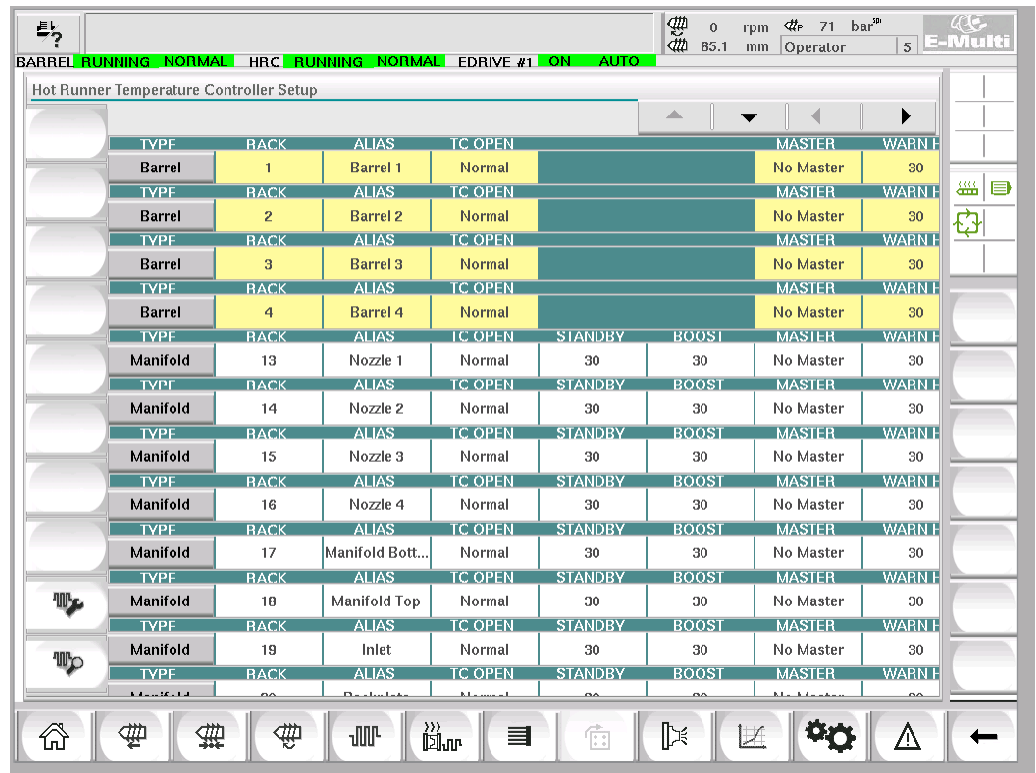 0 rpm P 71 bar spi
85.1 mm Operator 5 E-Multi
BARREL RUNNING NORMAL HRC RUNNING NORMAL EDRIVE #1 ON AUTO
Hot Runner Temperature Controller Setup
TYPE RACK ALIAS TC OPEN MASTER WARN H
Barrel 1 Barrel 1 Normal No Master 30
TYPE RACK ALIAS TC OPEN MASTER WARN H
Barrel 2 Barrel 2 Normal No Master 30
TYPE RACK ALIAS TC OPEN MASTER WARN H
Barrel 3 Barrel 3 Normal No Master 30
TYPE RACK ALIAS TC OPEN MASTER WARN H
Barrel 4 Barrel 4 Normal No Master 30
TYPE RACK ALIAS TC OPEN STANDBY BOOST MASTER WARN H
Manifold 13 Nozzle 1 Normal 30 30 No Master 30
TYPE RACK ALIAS TC OPEN STANDBY BOOST MASTER WARN H
Manifold 14 Nozzle 2 Normal 30 30 No Master 30
TYPE RACK ALIAS TC OPEN STANDBY BOOST MASTER WARN H
Manifold 15 Nozzle 3 Normal 30 30 No Master 30
TYPE RACK ALIAS TC OPEN STANDBY BOOST MASTER WARN H
Manifold 16 Nozzle 4 Normal 30 30 No Master 30
TYPE RACK ALIAS TC OPEN STANDBY BOOST MASTER WARN H
Manifold 17 Manifold Bott... Normal 30 30 No Master 30
TYPE RACK ALIAS TC OPEN STANDBY BOOST MASTER WARN H
Manifold 18 Manifold Top Normal 30 30 No Master 30
TYPE RACK ALIAS TC OPEN STANDBY BOOST MASTER WARN H
Manifold 19 Inlet Normal 30 30 No Master 30
TYPE RACK ALIAS TC OPEN STANDBY BOOST MASTER WARN H